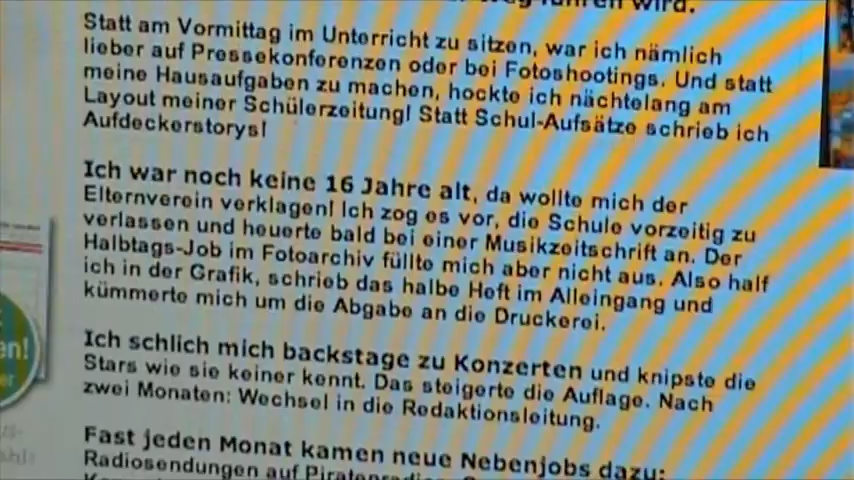 wird.
Statt am Vormittag im Unterricht zu sitzen, war ich nämlich
lieber auf Pressekonferenzen oder bei Fotoshootings. Und statt
meine Hausaufgaben zu machen, hockte ich nächtelang am
Layout meiner Schülerzeitung! Statt Schul-Aufsätze schrieb ich
Aufdeckerstorys!
Ich war noch keine 16 Jahre alt, da wollte mich der
Elternverein verklagen! Ich zog es vor, die Schule vorzeitig zu
verlassen und heuerte bald bei einer Musikzeitschrift an. Der
Halbtags-Job im Fotoarchiv füllte mich aber nicht aus. Also half
ich in der Grafik, schrieb das halbe Heft im Alleingang und
kümmerte mich um die Abgabe an die Druckerei.
Ich schlich mich backstage zu Konzerten und knipste die
Stars wie sie keiner kennt. Das steigerte die Auflage. Nach
zwei Monaten: Wechsel in die Redaktionsleitung.
Fast jeden Monat kamen neue Nebenjobs dazu:
Radiosendungen auf